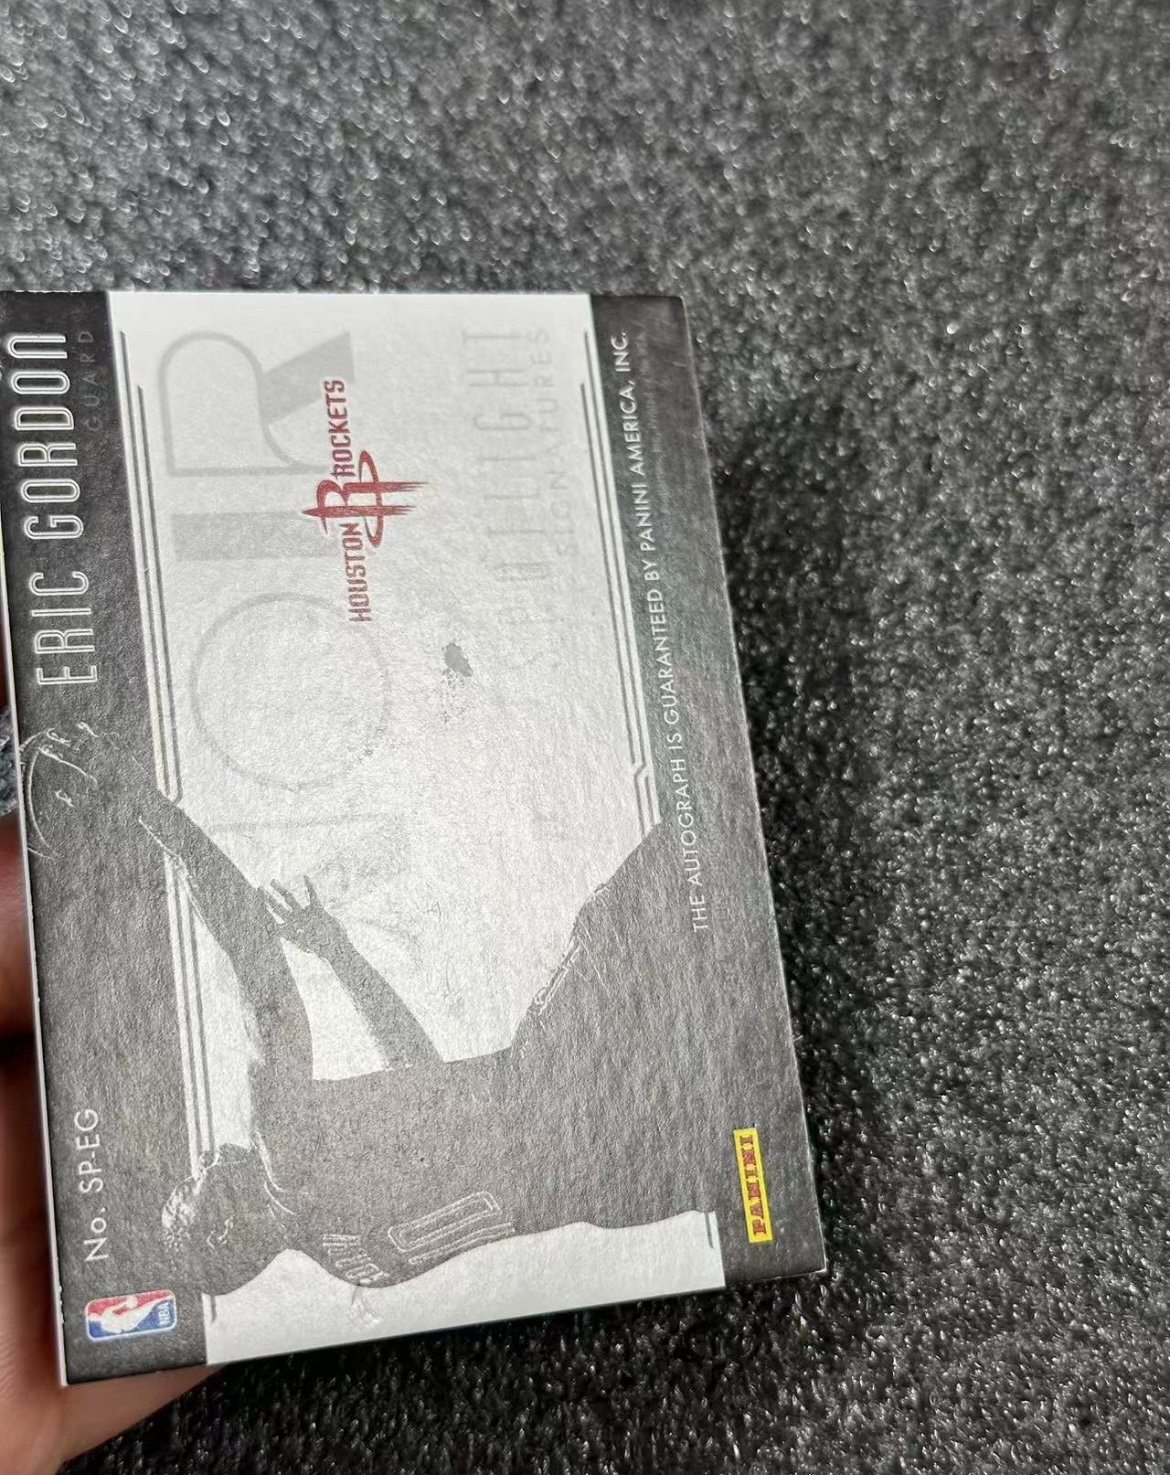 ERIC GORDON
GUARD
No. SP-EG
NBA
NOIR
HOUSTON ROCKETS
SPOTLIGHT
SIGNATURES
THE AUTOGRAPH IS GUARANTEED BY PANINI AMERICA, INC.
PANINI